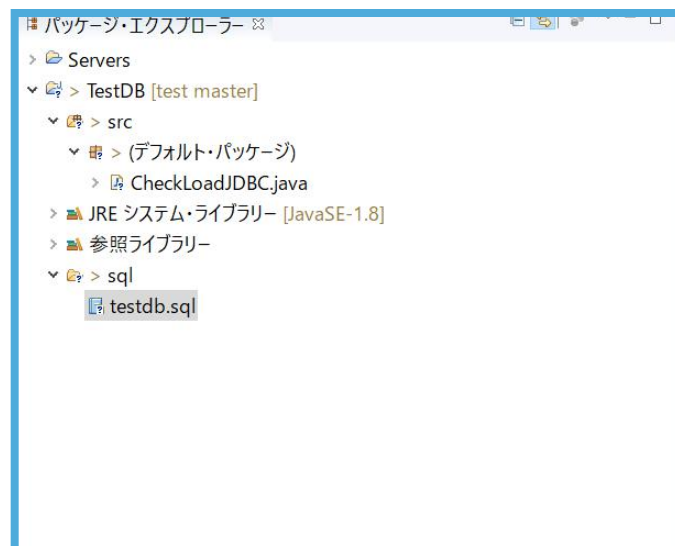 パッケージ・エクスプローラー
Servers
> TestDB [test master]
> src
> (デフォルト・パッケージ)
CheckLoadJDBC.java
JRE システム・ライブラリー [JavaSE-1.8]
参照ライブラリー
> sql
testdb.sql